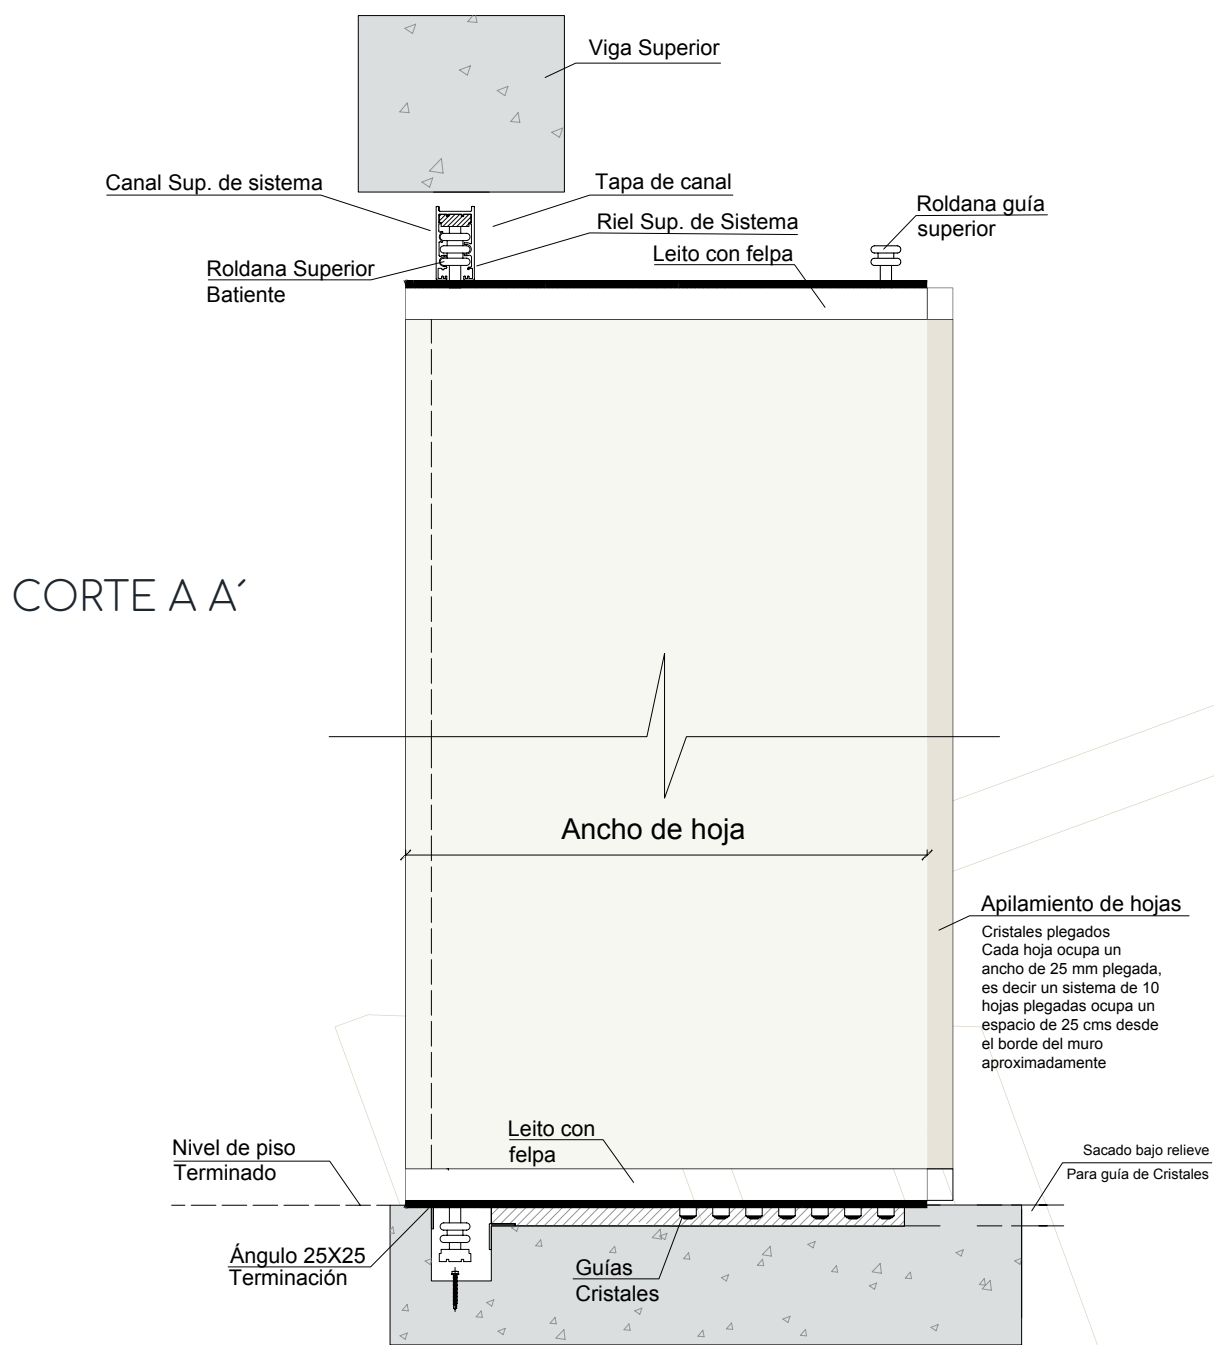 Viga Superior
Canal Sup. de sistema
Tapa de canal
Roldana guía
superior
Riel Sup. de Sistema
Leito con felpa
Roldana Superior
Batiente
CORTE A A´
Ancho de hoja
Apilamiento de hojas
Cristales plegados
Cada hoja ocupa un
ancho de 25 mm plegada,
es decir un sistema de 10
hojas plegadas ocupa un
espacio de 25 cms desde
el borde del muro
aproximadamente
Leito con
felpa
Nivel de piso
Terminado
Sacado bajo relieve
Para guía de Cristales
Ángulo 25X25
Terminación
Guías
Cristales